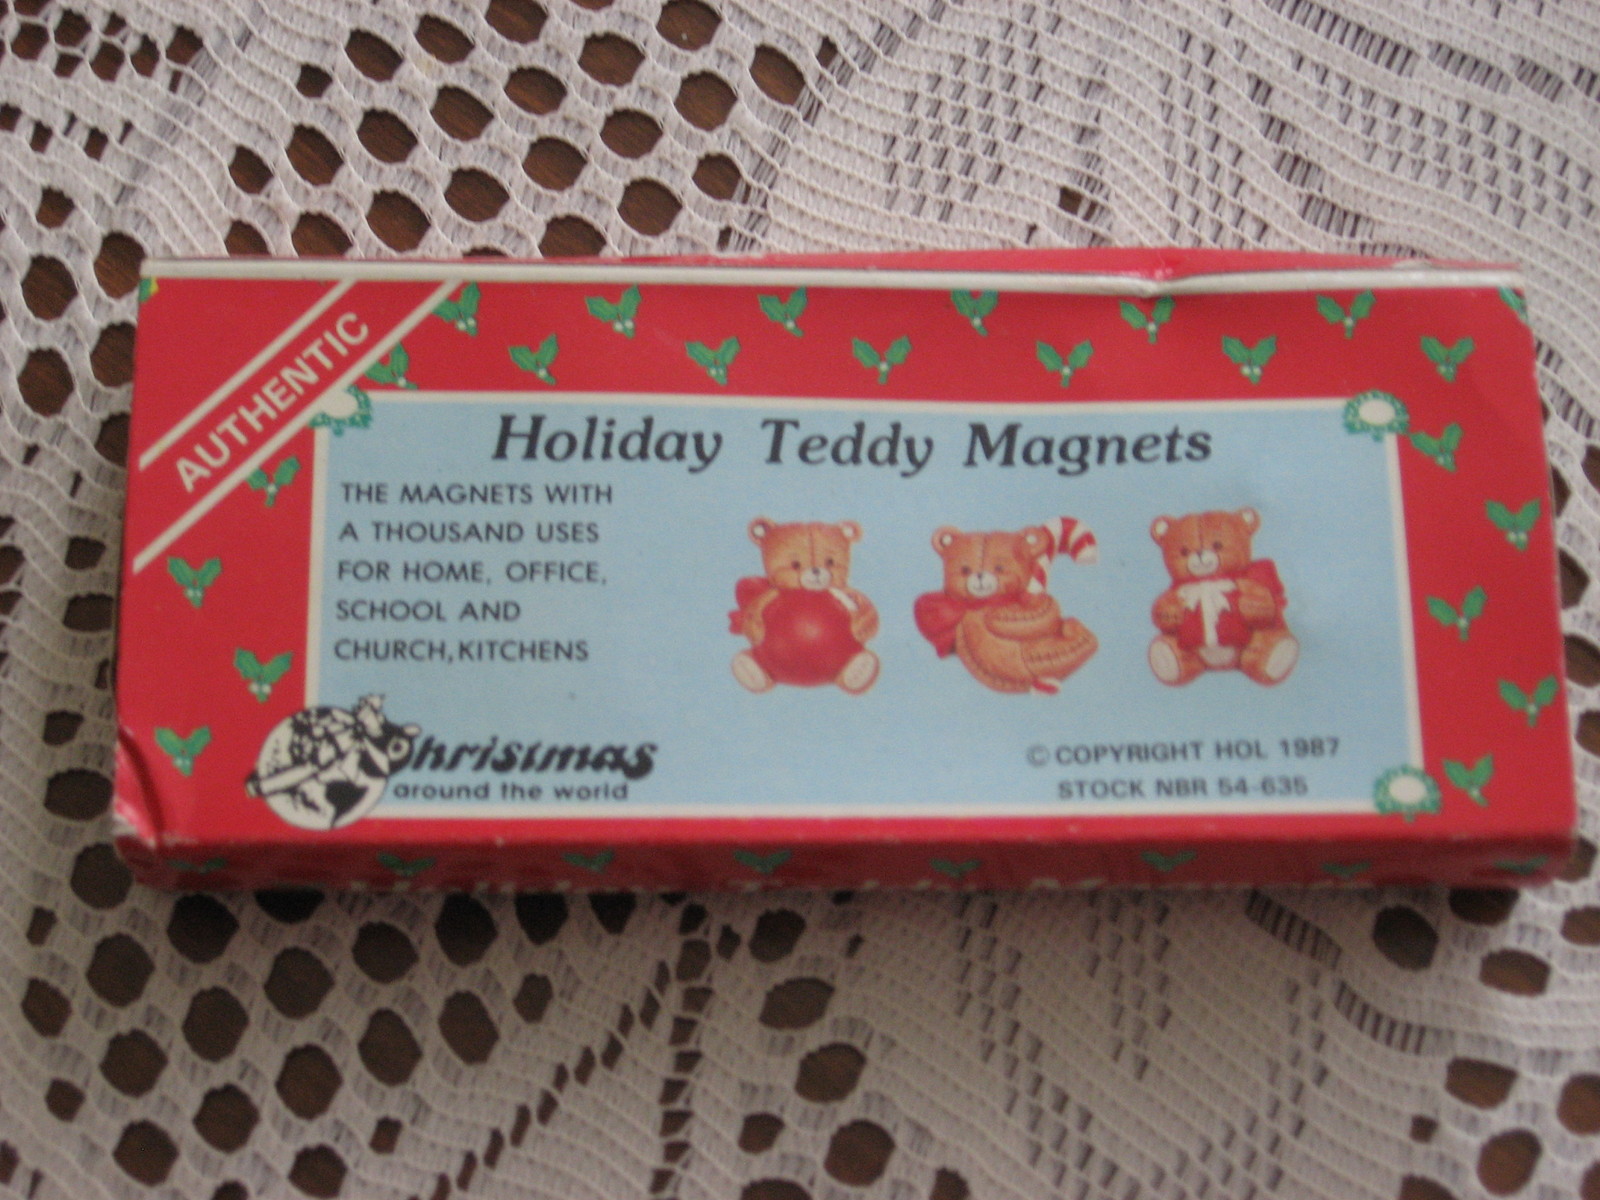 AUTHENTIC
Holiday Teddy Magnets
THE MAGNETS WITH
A THOUSAND USES
FOR HOME, OFFICE,
SCHOOL AND
CHURCH, KITCHENS
Christmas
around the world
© COPYRIGHT HOL 1987
STOCK NBR 54-635